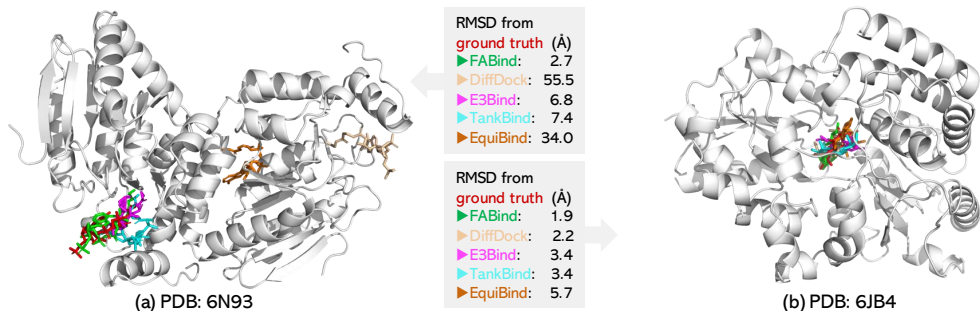 RMSD from
ground truth (Å)
▶FABind: 2.7
▶DiffDock: 55.5
▶E3Bind: 6.8
▶TankBind: 7.4
▶EquiBind: 34.0
RMSD from
ground truth (Å)
▶FABind: 1.9
▶DiffDock: 2.2
▶E3Bind: 3.4
▶TankBind: 3.4
▶EquiBind: 5.7
(a) PDB: 6N93
(b) PDB: 6JB4